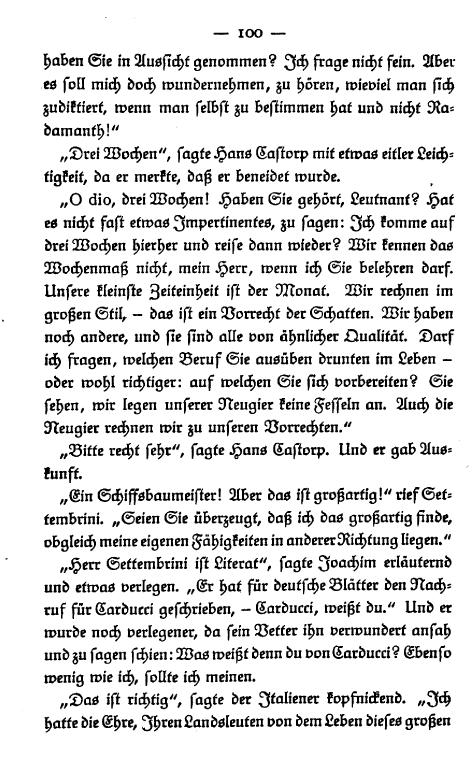 — 100 —
haben Sie in Aussicht genommen? Ich frage nicht fein. Aber
es soll mich doch wundernehmen, zu hören, wieviel man sich
zudiktiert, wenn man selbst zu bestimmen hat und nicht Ra-
damanth!"
„Drei Wochen", sagte Hans Castorp mit etwas eitler Leich-
tigkeit, da er merkte, daß er beneidet wurde.
„O dio, drei Wochen! Haben Sie gehört, Leutnant? Hat
es nicht fast etwas Impertinentes, zu sagen: Ich komme auf
drei Wochen hierher und reise dann wieder? Wir kennen das
Wochenmaß nicht, mein Herr, wenn ich Sie belehren darf.
Unsere kleinste Zeiteinheit ist der Monat. Wir rechnen im
großen Stil, – das ist ein Vorrecht der Schatten. Wir haben
noch andere, und sie sind alle von ähnlicher Qualität. Darf
ich fragen, welchen Beruf Sie ausüben drunten im Leben –
oder wohl richtiger: auf welchen Sie sich vorbereiten? Sie
sehen, wir legen unserer Neugier keine Fesseln an. Auch die
Neugier rechnen wir zu unseren Vorrechten."
„Bitte recht sehr", sagte Hans Castorp. Und er gab Aus-
kunft.
„Ein Schiffsbaumeister! Aber das ist großartig!" rief Set-
tembrini. „Seien Sie überzeugt, daß ich das großartig finde,
obgleich meine eigenen Fähigkeiten in anderer Richtung liegen."
„Herr Settembrini ist Literat", sagte Joachim erläuternd
und etwas verlegen. „Er hat für deutsche Blätter den Nach-
ruf für Carducci geschrieben, – Carducci, weißt du." Und er
wurde noch verlegener, da sein Vetter ihn verwundert ansah
und zu sagen schien: Was weißt denn du von Carducci? Ebenso
wenig wie ich, sollte ich meinen.
„Das ist richtig", sagte der Italiener kopfnickend. „Ich
hatte die Ehre, Ihren Landsleuten von dem Leben dieses großen